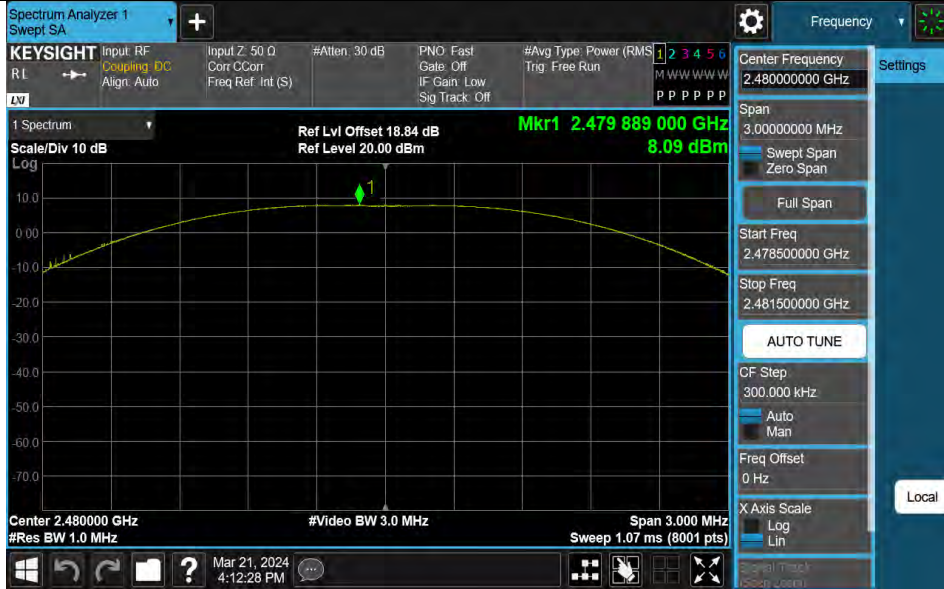 Spectrum Analyzer 1
Swept SA
Frequency
KEYSIGHT
RL
LXI
Input: RF
Coupling: DC
Align: Auto
Input Z: 50 Ω
Corr CCorr
Freq Ref: Int (S)
#Atten: 30 dB
PNO: Fast
Gate: Off
IF Gain: Low
Sig Track: Off
#Avg Type: Power (RMS
Trig: Free Run
1 2 3 4 5 6
M W W W W W
P P P P P P
1 Spectrum
Scale/Div 10 dB
Log
Ref Lvl Offset 18.84 dB
Ref Level 20.00 dBm
Mkr1 2.479 889 000 GHz
8.09 dBm
1
10.0
0.00
-10.0
-20.0
-30.0
-40.0
-50.0
-60.0
-70.0
Center 2.480000 GHz
#Res BW 1.0 MHz
#Video BW 3.0 MHz
Span 3.000 MHz
Sweep 1.07 ms (8001 pts)
Mar 21, 2024
4:12:28 PM
Center Frequency
2.480000000 GHz
Settings
Span
3.00000000 MHz
Swept Span
Zero Span
Full Span
Start Freq
2.478500000 GHz
Stop Freq
2.481500000 GHz
AUTO TUNE
CF Step
300.000 kHz
Auto
Man
Freq Offset
0 Hz
Local
X Axis Scale
Log
Lin
Signal Track
(Span Zoom)